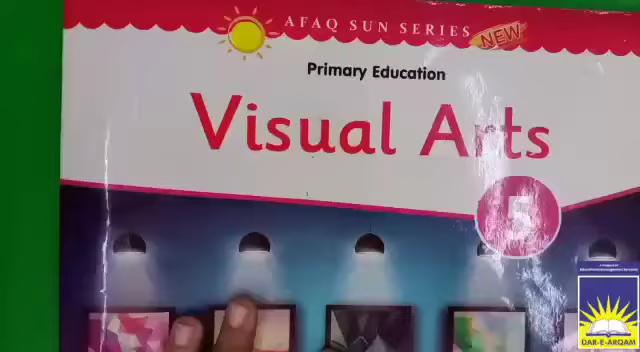 AFAQ SUN SERIES
NEW
Primary Education
Visual Arts
5
DAR-E-ARQAM